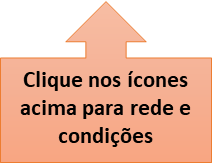 Clique nos ícones
acima para rede e
condições